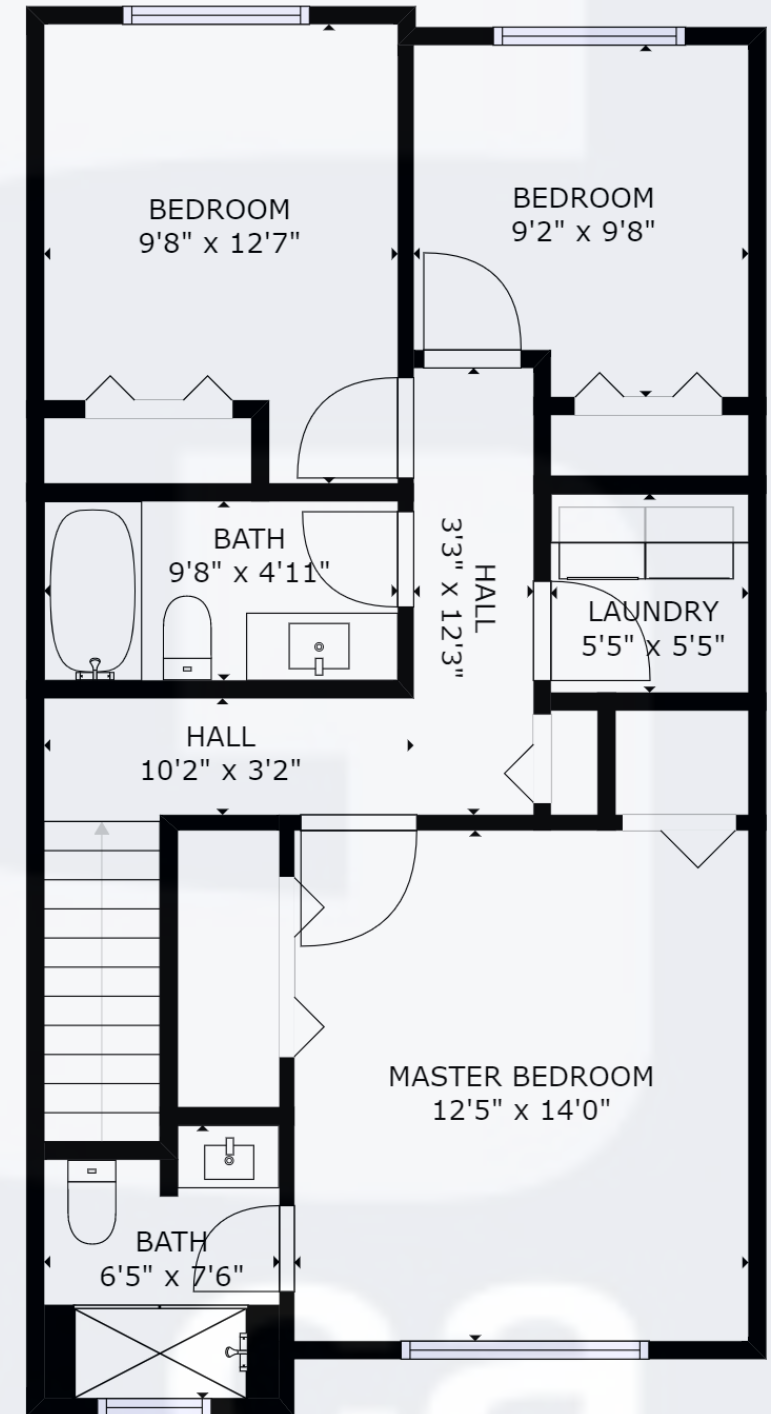 BEDROOM
9'8" x 12'7"
BEDROOM
9'2" x 9'8"
BATH
9'8" x 4'11"
HALL
3'3" x 12'3"
LAUNDRY
5'5" x 5'5"
HALL
10'2" x 3'2"
MASTER BEDROOM
12'5" x 14'0"
BATH
6'5" x 7'6"